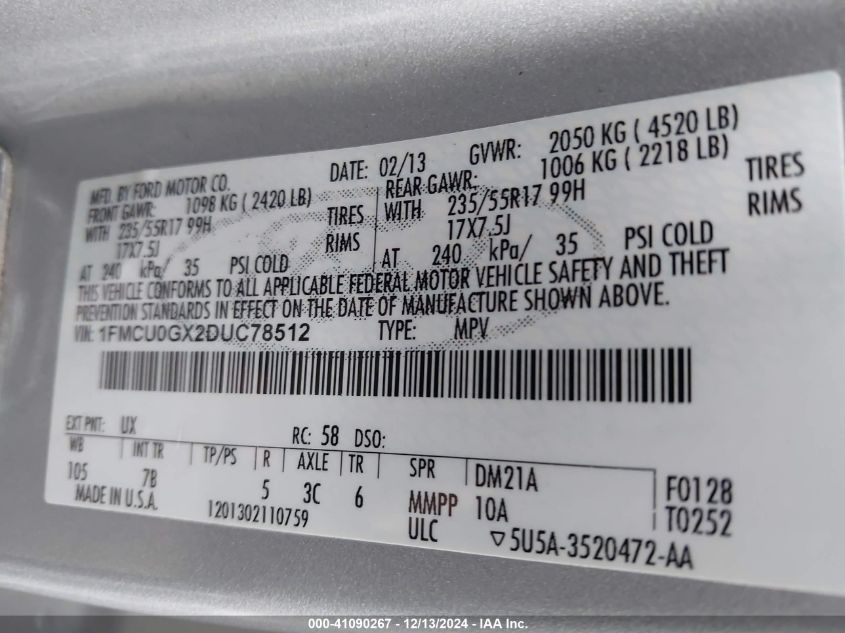 MFD. BY FORD MOTOR CO. DATE: 02/13 GVWR: 2050 KG ( 4520 LB)
FRONT GAWR: 1098 KG ( 2420 LB) REAR GAWR: 1006 KG ( 2218 LB)
WITH 235/55R17 99H TIRES WITH 235/55R17 99H TIRES
17X7.5J RIMS 17X7.5J RIMS
AT 240 kPa/ 35 PSI COLD AT 240 kPa/ 35 PSI COLD
THIS VEHICLE CONFORMS TO ALL APPLICABLE FEDERAL MOTOR VEHICLE SAFETY AND THEFT
PREVENTION STANDARDS IN EFFECT ON THE DATE OF MANUFACTURE SHOWN ABOVE.
VIN: 1FMCU0GX2DUC78512 TYPE: MPV
EXT PNT: UX RC: 58 DSO:
WB INT TR TP/PS R AXLE TR SPR DM21A F0128
105 7B 5 3C 6 MMPP 10A T0252
MADE IN U.S.A. 1201302110759 ULC ▽5U5A-3520472-AA
000-41090267 - 12/13/2024 - IAA Inc.